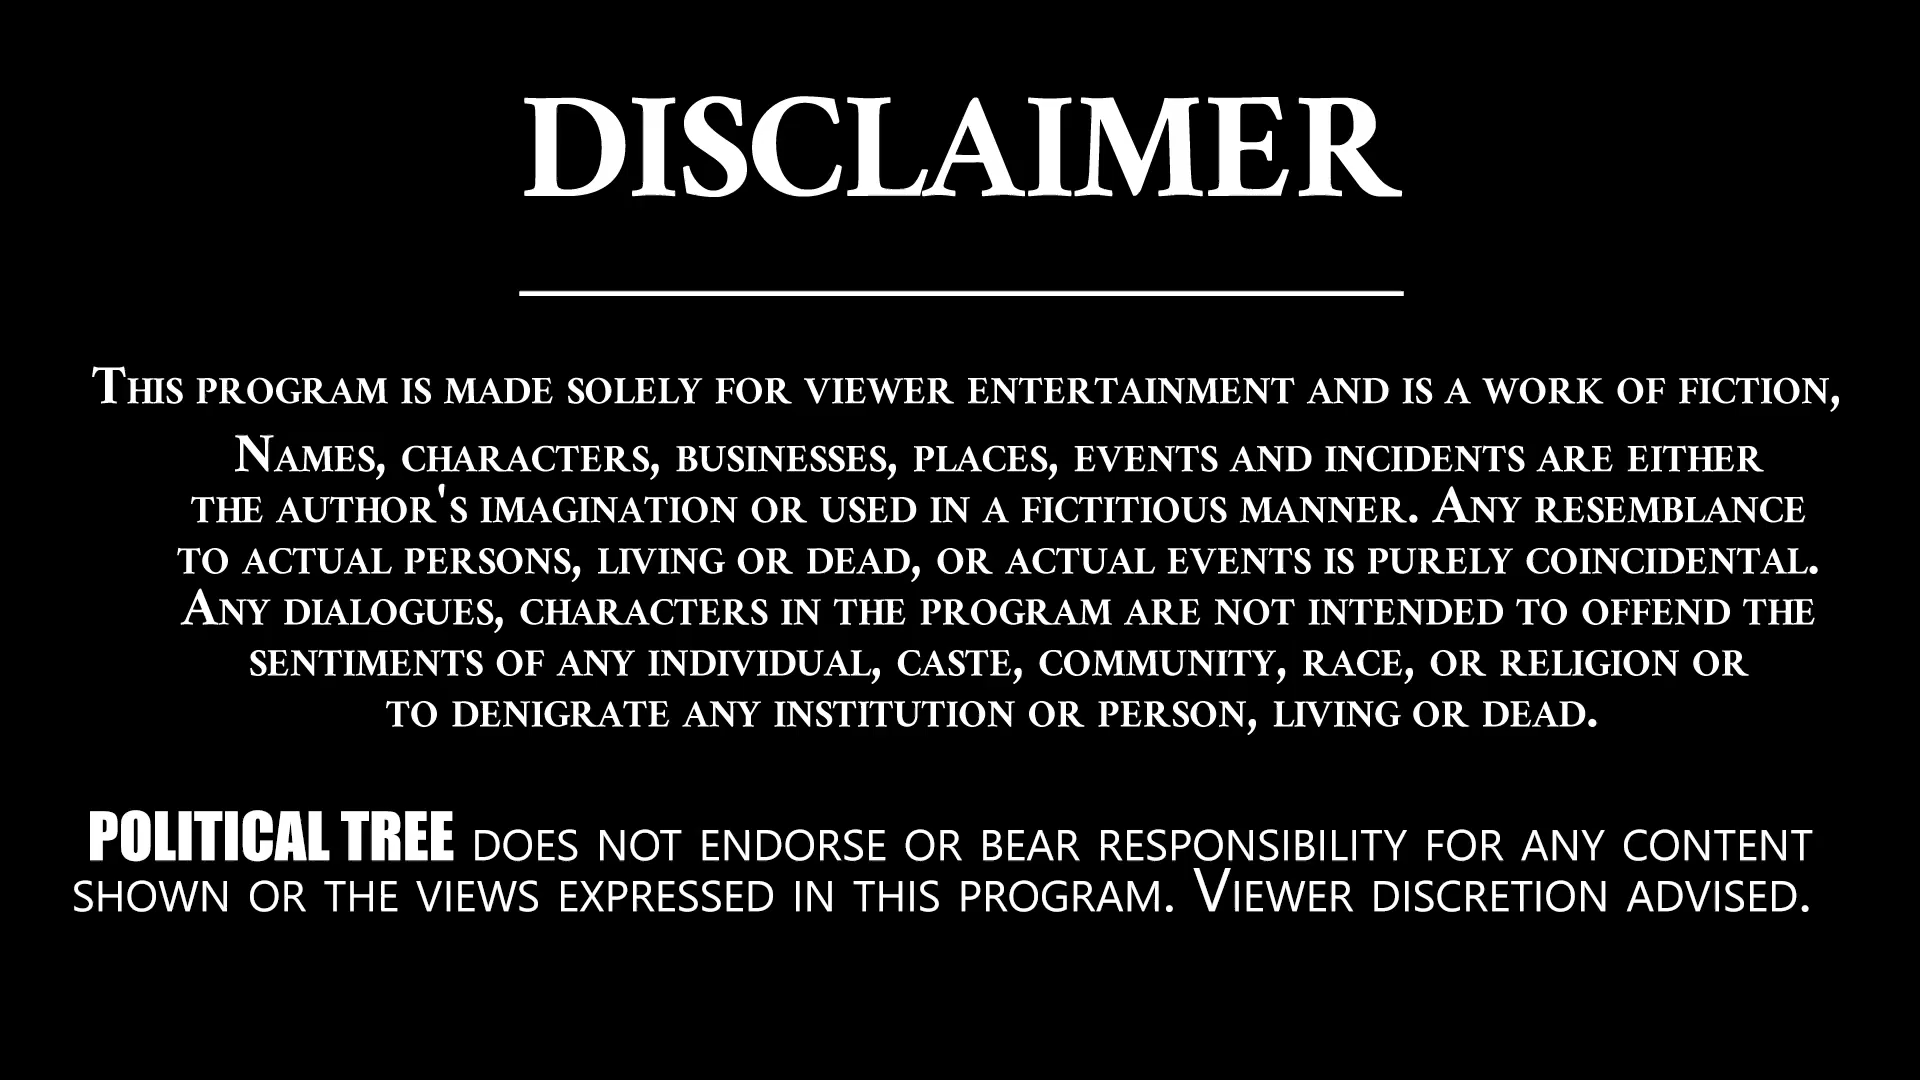 DISCLAIMER
This program is made solely for viewer entertainment and is a work of fiction,
Names, characters, businesses, places, events and incidents are either
the author's imagination or used in a fictitious manner. Any resemblance
to actual persons, living or dead, or actual events is purely coincidental.
Any dialogues, characters in the program are not intended to offend the
sentiments of any individual, caste, community, race, or religion or
to denigrate any institution or person, living or dead.
POLITICAL TREE does not endorse or bear responsibility for any content
shown or the views expressed in this program. Viewer discretion advised.